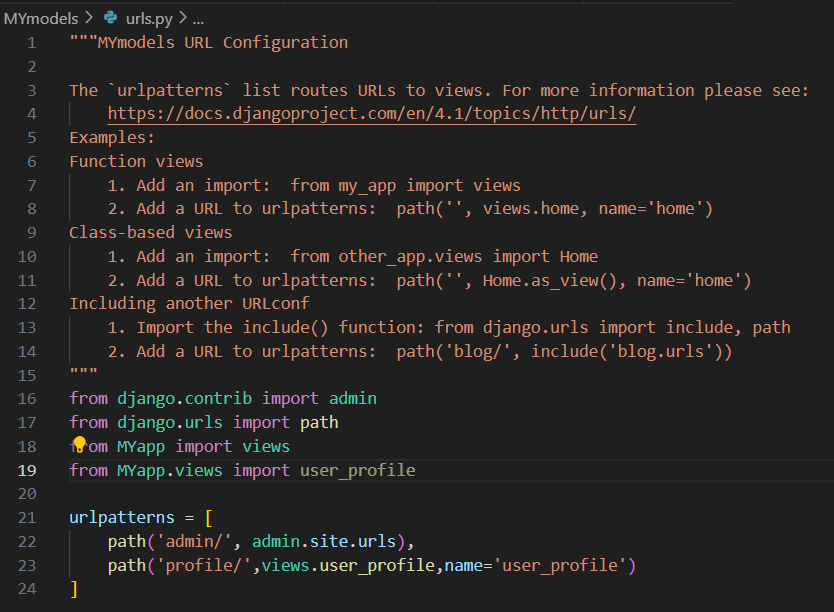 MYmodels > urls.py > ...
1 """MYmodels URL Configuration
2
3 The `urlpatterns` list routes URLs to views. For more information please see:
4     https://docs.djangoproject.com/en/4.1/topics/http/urls/
5 Examples:
6 Function views
7     1. Add an import:  from my_app import views
8     2. Add a URL to urlpatterns:  path('', views.home, name='home')
9 Class-based views
10     1. Add an import:  from other_app.views import Home
11     2. Add a URL to urlpatterns:  path('', Home.as_view(), name='home')
12 Including another URLconf
13     1. Import the include() function: from django.urls import include, path
14     2. Add a URL to urlpatterns:  path('blog/', include('blog.urls'))
15 """
16 from django.contrib import admin
17 from django.urls import path
18 from MYapp import views
19 from MYapp.views import user_profile
20
21 urlpatterns = [
22     path('admin/', admin.site.urls),
23     path('profile/',views.user_profile,name='user_profile')
24 ]